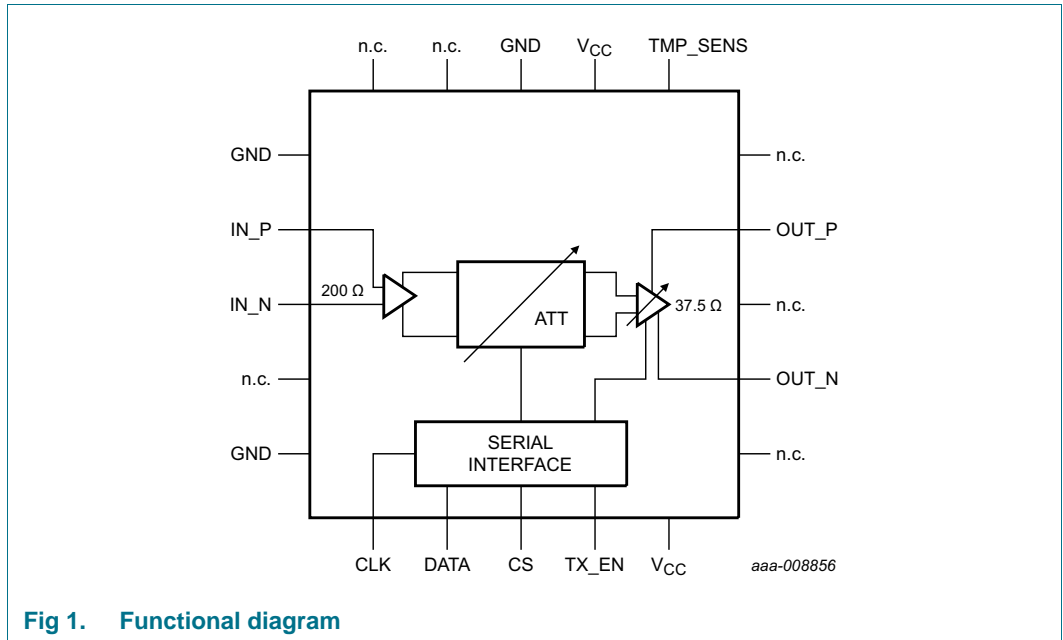 n.c. n.c. GND VCC TMP_SENS
GND n.c.
IN_P OUT_P
IN_N 200 Ω ATT 37.5 Ω n.c.
n.c. OUT_N
GND SERIAL INTERFACE n.c.
CLK DATA CS TX_EN VCC aaa-008856
Fig 1. Functional diagram